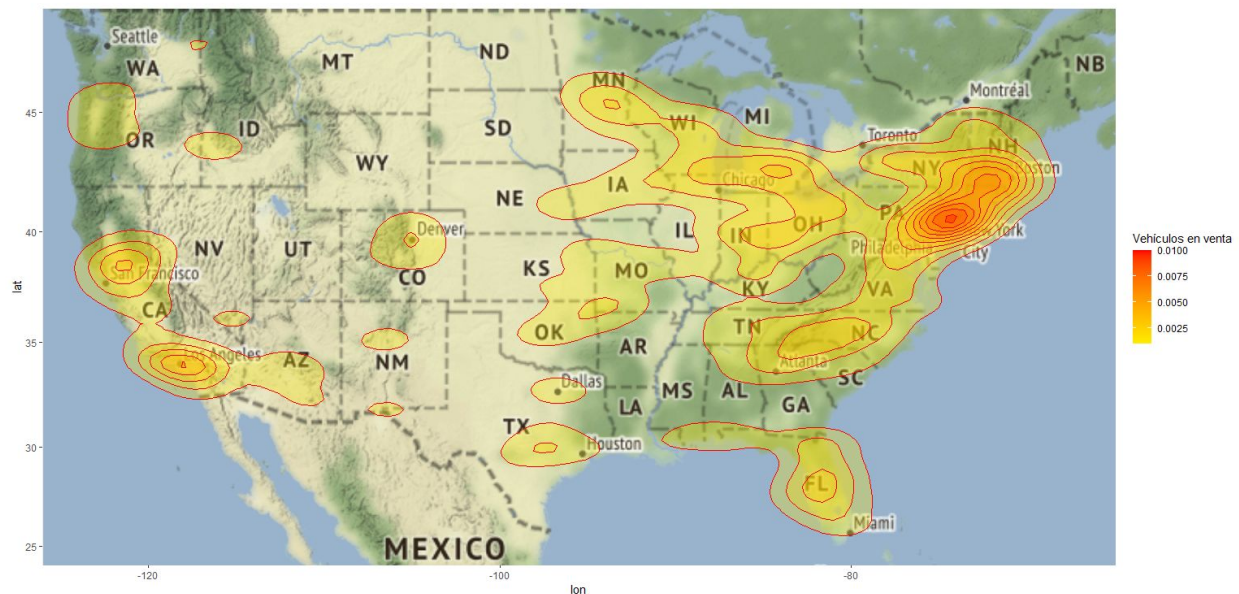 Seattle
WA
MT
ND
MN
NB
Montréal
OR
ID
SD
WI
MI
Toronto
NH
Boston
WY
NY
NE
IA
Chicago
PA
OH
IL
IN
NV
UT
Denver
CO
KS
MO
Philadelphia
New York
City
San Francisco
CA
KY
VA
OK
TN
NC
Los Angeles
AZ
NM
AR
Atlanta
SC
Dallas
MS
AL
GA
LA
TX
Houston
FL
Miami
MEXICO
45
40
35
30
25
lat
-120
-100
-80
lon
Vehículos en venta
0.0100
0.0075
0.0050
0.0025